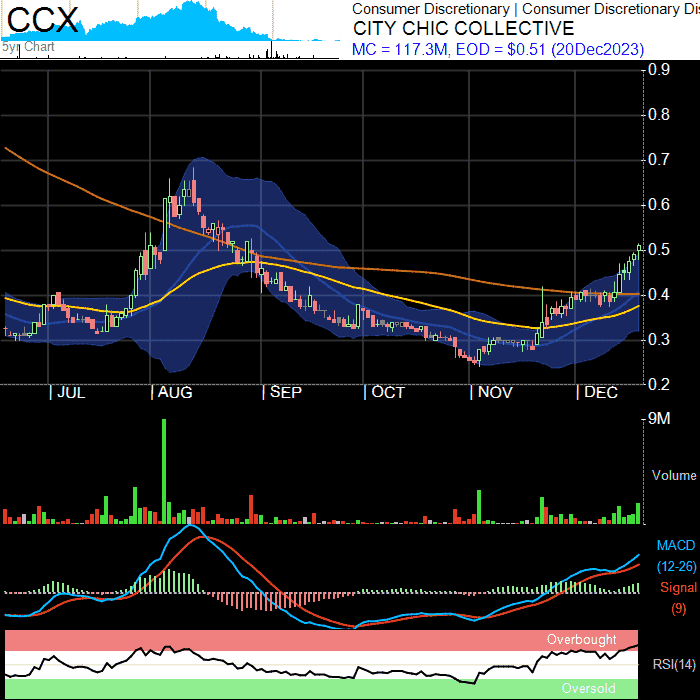 CCX
5yr Chart
Consumer Discretionary | Consumer Discretionary Dis
CITY CHIC COLLECTIVE
MC = 117.3M, EOD = $0.51 (20Dec2023)
0.9
0.8
0.7
0.6
0.5
0.4
0.3
0.2
| JUL | AUG | SEP | OCT | NOV | DEC
9M
Volume
MACD
(12-26)
Signal
(9)
Overbought
RSI(14)
Oversold